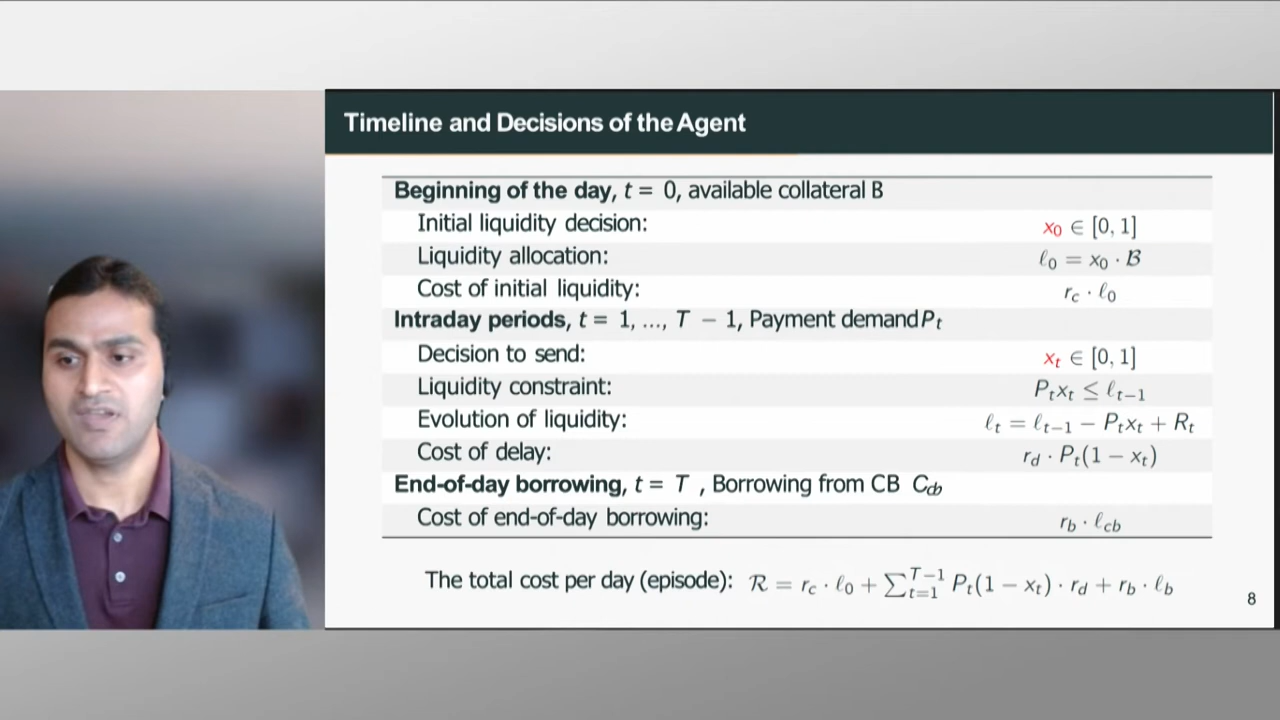 Timeline and Decisions of the Agent
Beginning of the day, t = 0, available collateral B
Initial liquidity decision: x₀ ∈ [0, 1]
Liquidity allocation: ℓ₀ = x₀ · ℬ
Cost of initial liquidity: r_c · ℓ₀
Intraday periods, t = 1, ..., T − 1, Payment demand P_t
Decision to send: x_t ∈ [0, 1]
Liquidity constraint: P_t x_t ≤ ℓ_{t−1}
Evolution of liquidity: ℓ_t = ℓ_{t−1} − P_t x_t + R_t
Cost of delay: r_d · P_t(1 − x_t)
End-of-day borrowing, t = T , Borrowing from CB C_{cb}
Cost of end-of-day borrowing: r_b · ℓ_{cb}
The total cost per day (episode): ℛ = r_c · ℓ₀ + ∑_{t=1}^{T−1} P_t(1 − x_t) · r_d + r_b · ℓ_b
8